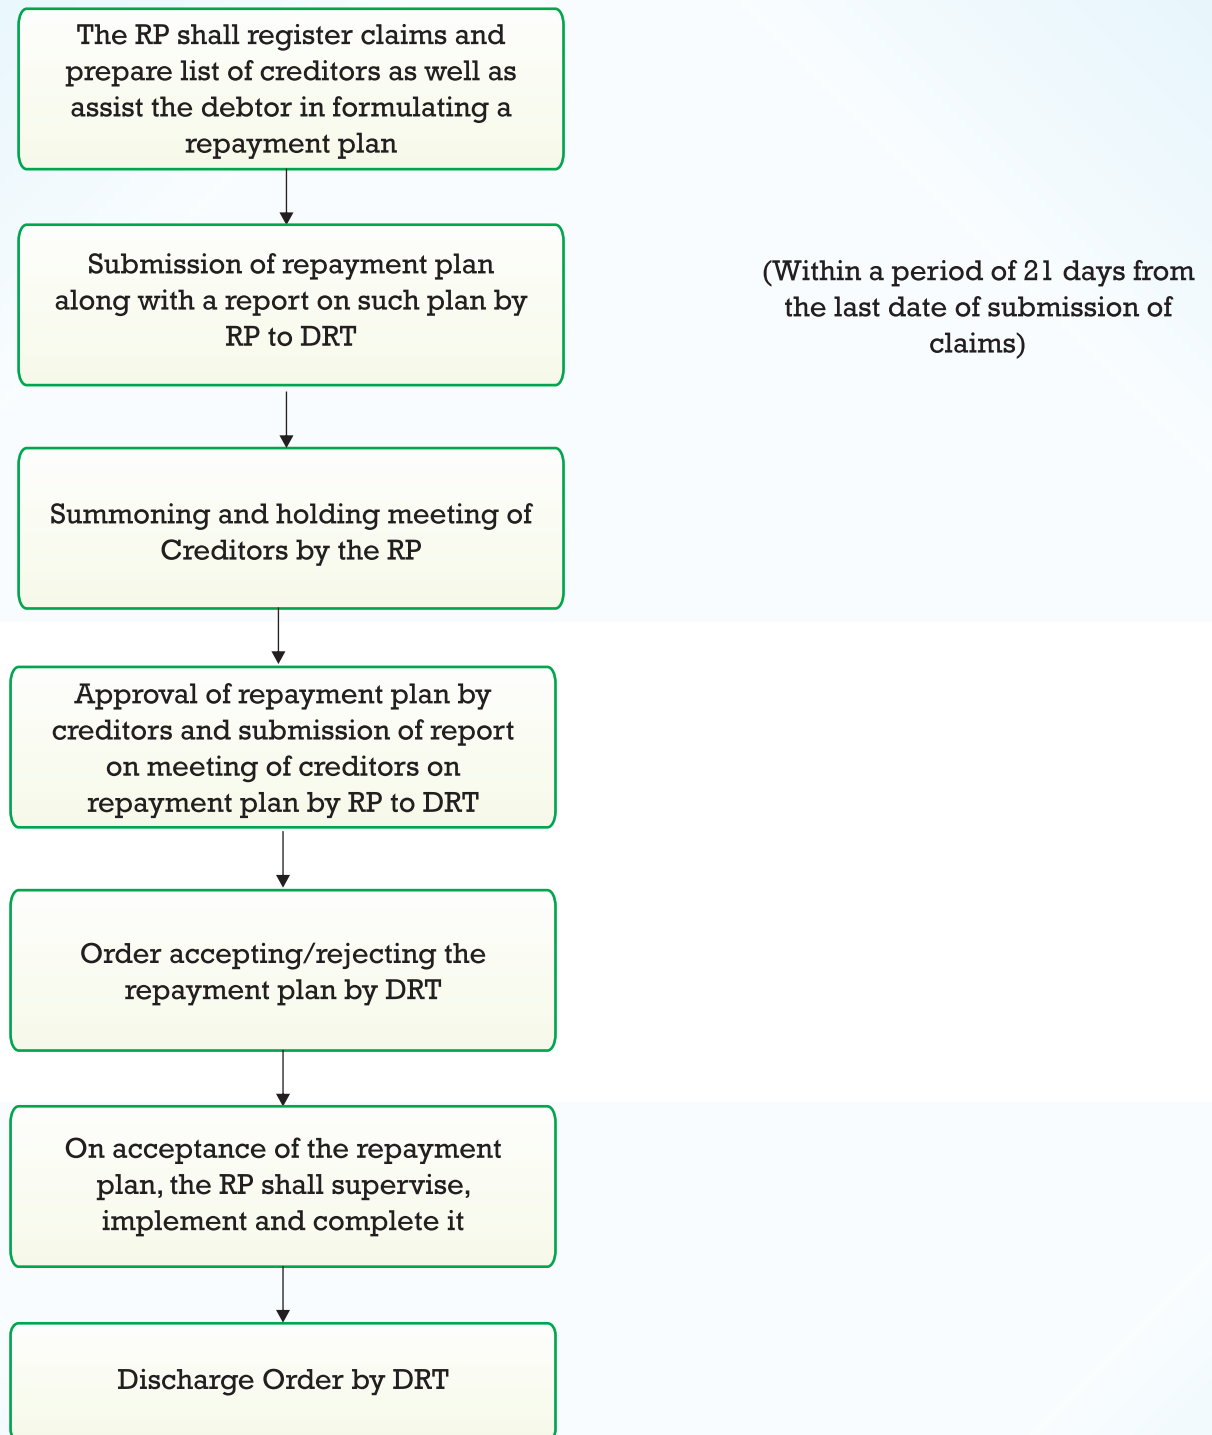 The RP shall register claims and
prepare list of creditors as well as
assist the debtor in formulating a
repayment plan
Submission of repayment plan
along with a report on such plan by
RP to DRT
(Within a period of 21 days from
the last date of submission of
claims)
Summoning and holding meeting of
Creditors by the RP
Approval of repayment plan by
creditors and submission of report
on meeting of creditors on
repayment plan by RP to DRT
Order accepting/rejecting the
repayment plan by DRT
On acceptance of the repayment
plan, the RP shall supervise,
implement and complete it
Discharge Order by DRT